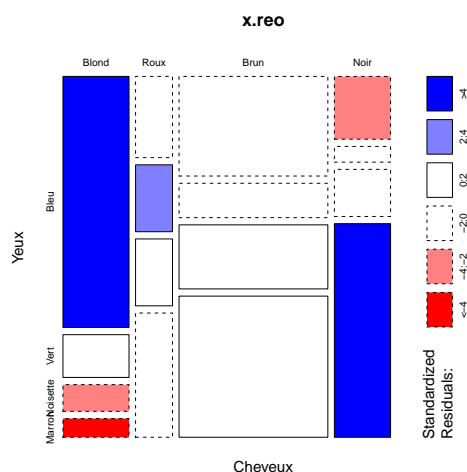 x.reo
Blond Roux Brun Noir
Bleu
Vert
Noisette
Marron
Yeux
Cheveux
>4
2:4
0:2
−2:0
−4:−2
<−4
Standardized
Residuals: